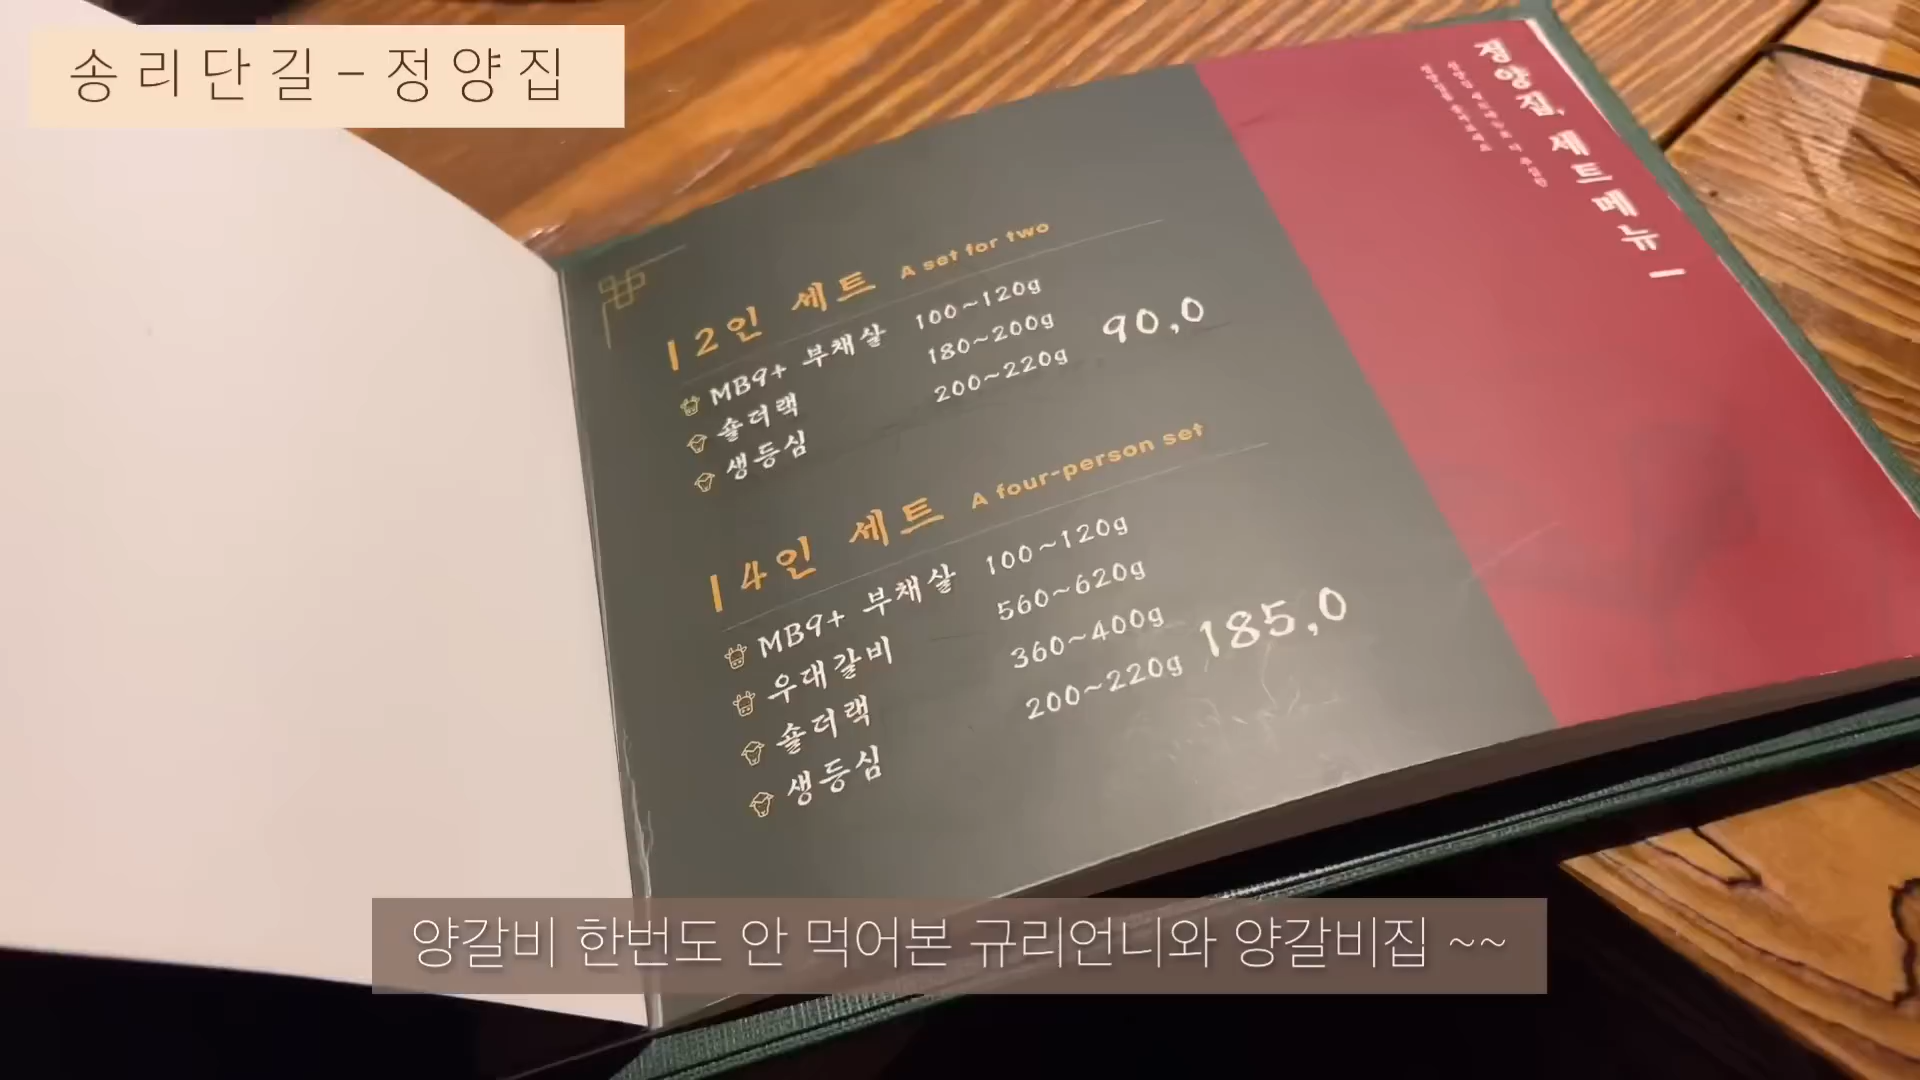 송리단길-정양집
정양집, 세트메뉴
2인 세트 A set for two
MB9+ 부채살 100~120g
숄더랙 180~200g
생등심 200~220g
90,0
4인 세트 A four-person set
MB9+ 부채살 100~120g
우대갈비 560~620g
숄더랙 360~400g
생등심 200~220g
185,0
양갈비 한번도 안 먹어본 규리언니와 양갈비집 ~~